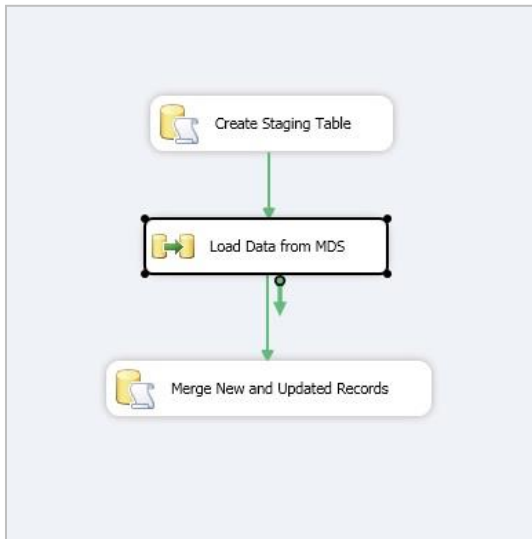 Create Staging Table
Load Data from MDS
Merge New and Updated Records